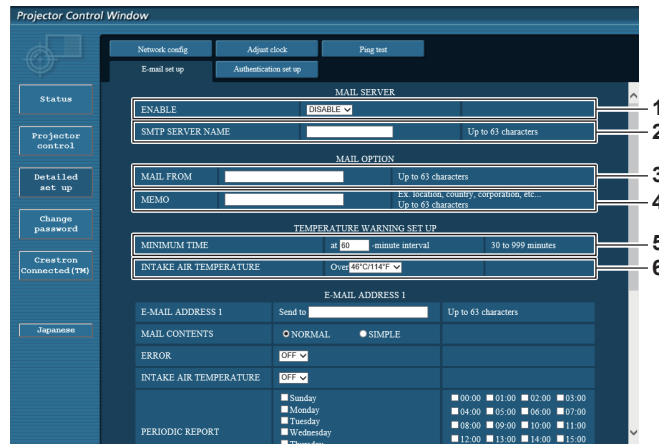 Projector Control Window
Network config Adjust clock Ping test
E-mail set up Authentication set up
Status
Projector control
Detailed set up
Change password
Crestron Connected(TM)
Japanese
MAIL SERVER
ENABLE DISABLE 1
SMTP SERVER NAME Up to 63 characters 2
MAIL OPTION
MAIL FROM Up to 63 characters 3
MEMO Ex. location, country, corporation, etc...
Up to 63 characters 4
TEMPERATURE WARNING SET UP
MINIMUM TIME at 60 -minute interval 30 to 999 minutes 5
INTAKE AIR TEMPERATURE Over 46°C/114°F 6
E-MAIL ADDRESS 1
E-MAIL ADDRESS 1 Send to Up to 63 characters
MAIL CONTENTS NORMAL SIMPLE
ERROR OFF
INTAKE AIR TEMPERATURE OFF
PERIODIC REPORT
Sunday
Monday
Tuesday
Wednesday
Thursday
00:00 01:00 02:00 03:00
04:00 05:00 06:00 07:00
08:00 09:00 10:00 11:00
12:00 13:00 14:00 15:00